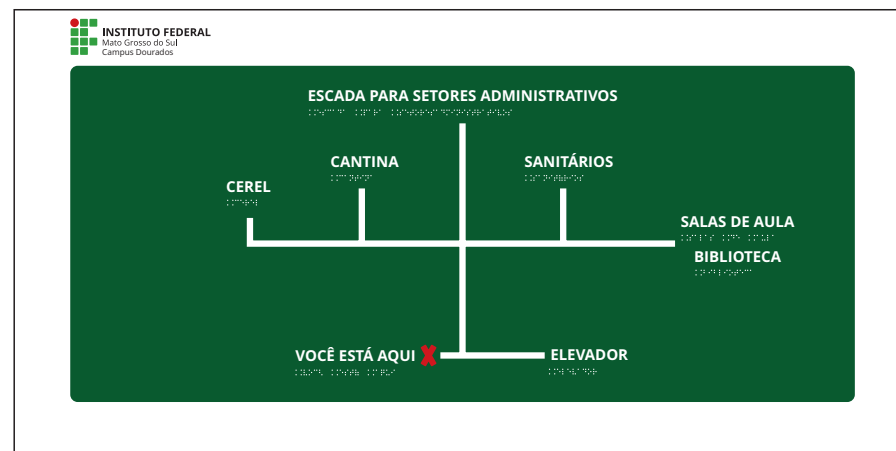 INSTITUTO FEDERAL
Mato Grosso do Sul
Campus Dourados
ESCADA PARA SETORES ADMINISTRATIVOS
CANTINA
SANITÁRIOS
CEREL
SALAS DE AULA
BIBLIOTECA
VOCÊ ESTÁ AQUI
ELEVADOR